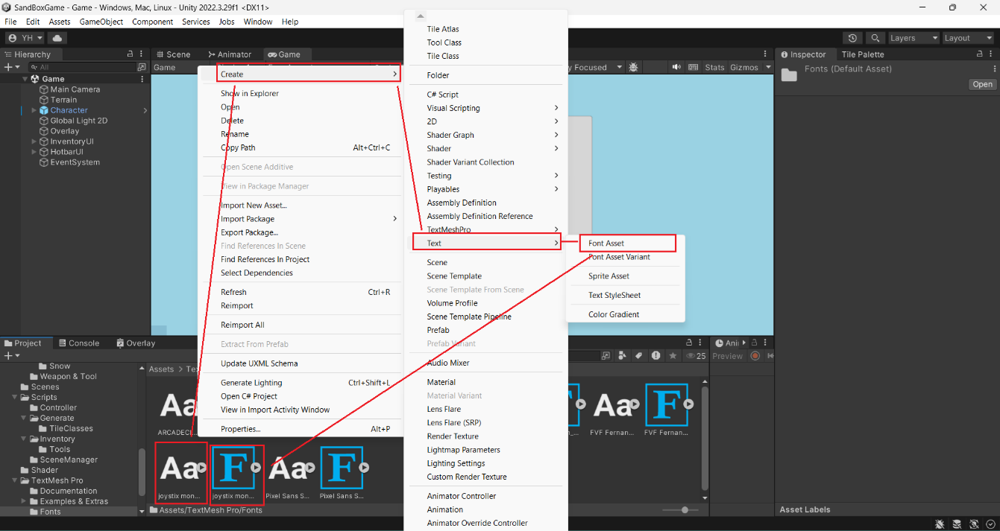 SandBoxGame - Game - Windows, Mac, Linux - Unity 2022.3.29f1 <DX11>
File Edit Assets GameObject Component Services Jobs Window Help
YH
Layers Layout
Hierarchy
All
Game
Main Camera
Terrain
Character
Global Light 2D
Overlay
InventoryUI
HotbarUI
EventSystem
Scene Animator Game
Game
y Focused Stats Gizmos
Create
Show in Explorer
Open
Delete
Rename
Copy Path Alt+Ctrl+C
Open Scene Additive
View in Package Manager
Import New Asset...
Import Package
Export Package...
Find References In Scene
Find References In Project
Select Dependencies
Refresh Ctrl+R
Reimport
Reimport All
Extract From Prefab
Update UXML Schema
Generate Lighting Ctrl+Shift+L
Open C# Project
View in Import Activity Window
Properties... Alt+P
Tile Atlas
Tool Class
Tile Class
Folder
C# Script
Visual Scripting
2D
Shader Graph
Shader
Shader Variant Collection
Testing
Playables
Assembly Definition
Assembly Definition Reference
TextMeshPro
Text
Scene
Scene Template
Scene Template From Scene
Volume Profile
Scene Template Pipeline
Prefab
Prefab Variant
Audio Mixer
Material
Material Variant
Lens Flare
Lens Flare (SRP)
Render Texture
Lightmap Parameters
Lighting Settings
Custom Render Texture
Animator Controller
Animation
Animator Override Controller
Font Asset
Font Asset Variant
Sprite Asset
Text StyleSheet
Color Gradient
Inspector Tile Palette
Fonts (Default Asset)
Open
Asset Labels
Project Console Overlay
Snow
Weapon & Tool
Scenes
Scripts
Controller
Generate
TileClasses
Inventory
Tools
SceneManager
Shader
TextMesh Pro
Documentation
Examples & Extras
Fonts
Assets > Te
25
Ani
Preview
Aa
F
Aa
F
ARCADECL...
FVF Fernan...
FVF Fernan...
Aa
F
Aa
F
joystix mon...
joystix mon...
Pixel Sans S...
Pixel Sans S...
Assets/TextMesh Pro/Fonts